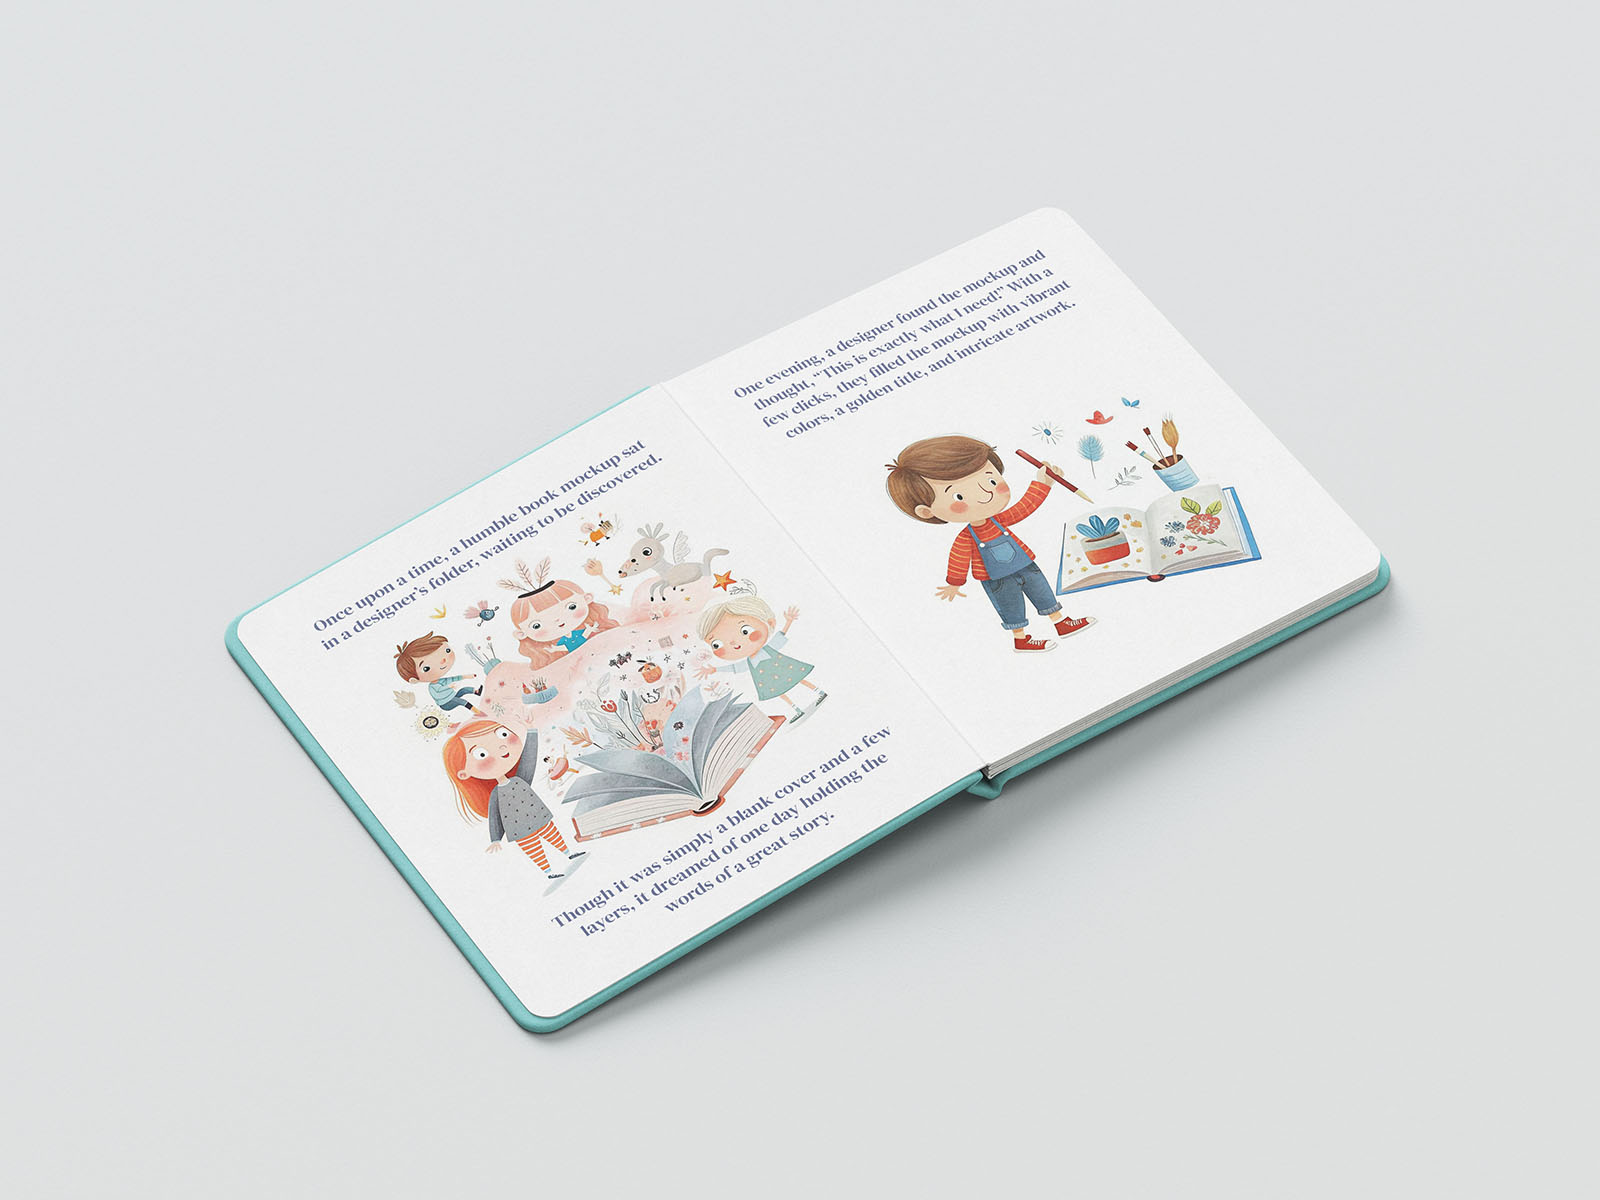 Once upon a time, a humble book mockup sat
in a designer's folder, waiting to be discovered.
Though it was simply a blank cover and a few
layers, it dreamed of one day holding the
words of a great story.
One evening, a designer found the mockup and
thought, “This is exactly what I need!” With a
few clicks, they filled the mockup with vibrant
colors, a golden title, and intricate artwork.